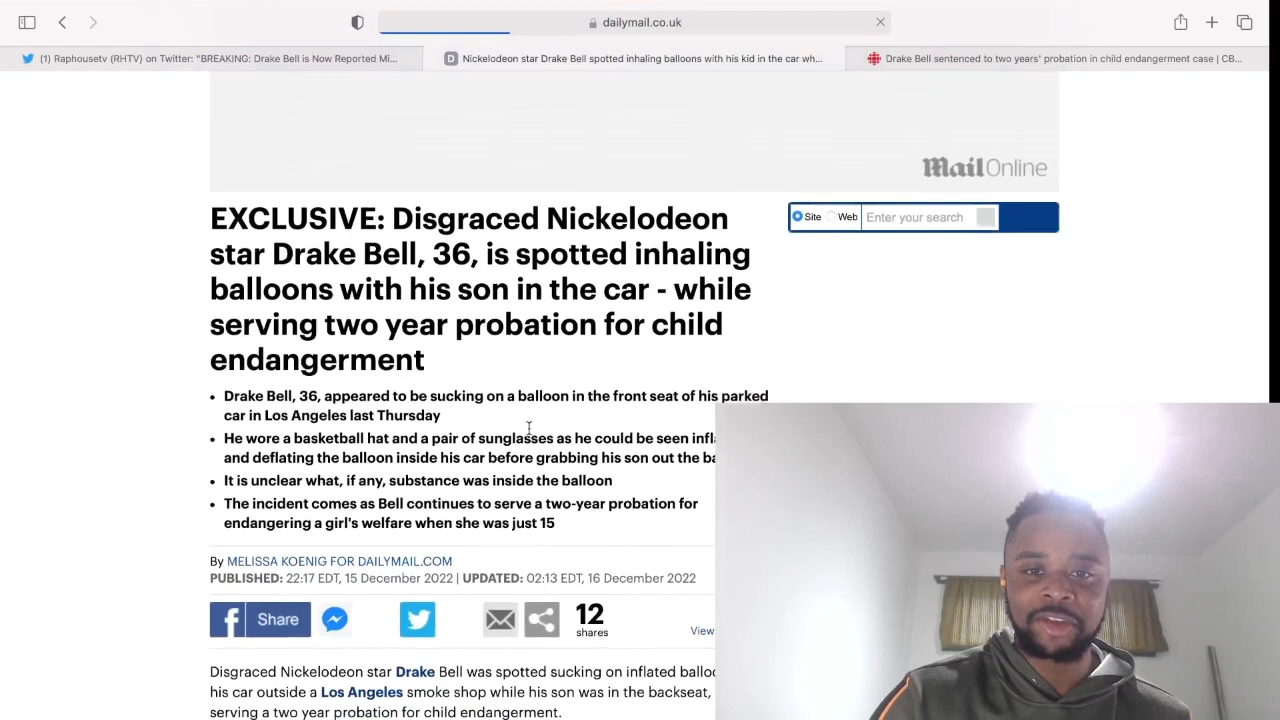 dailymail.co.uk
(1) Raphousetv (RHTV) on Twitter: "BREAKING: Drake Bell is Now Reported Mi...
Nickelodeon star Drake Bell spotted inhaling balloons with his kid in the car wh...
Drake Bell sentenced to two years' probation in child endangerment case | CB...
Mail Online
Site Web Enter your search
EXCLUSIVE: Disgraced Nickelodeon
star Drake Bell, 36, is spotted inhaling
balloons with his son in the car - while
serving two year probation for child
endangerment
• Drake Bell, 36, appeared to be sucking on a balloon in the front seat of his parked
car in Los Angeles last Thursday
• He wore a basketball hat and a pair of sunglasses as he could be seen
and deflating the balloon inside his car before grabbing his son out the
• It is unclear what, if any, substance was inside the balloon
• The incident comes as Bell continues to serve a two-year probation for
endangering a girl's welfare when she was just 15
By MELISSA KOENIG FOR DAILYMAIL.COM
PUBLISHED: 22:17 EDT, 15 December 2022 | UPDATED: 02:13 EDT, 16 December 2022
Share
12
shares
View
Disgraced Nickelodeon star Drake Bell was spotted sucking on inflated
his car outside a Los Angeles smoke shop while his son was in the backseat,
serving a two year probation for child endangerment.